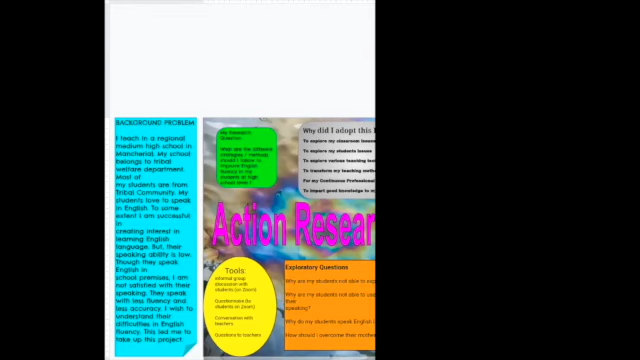 BACKGROUND PROBLEM
I teach in a regional
medium high school in
Mancherial. My school
belongs to tribal
welfare department.
Most of
my students are from
Tribal Community. My
students love to speak
in English. To some
extent I am successful
in
creating interest in
learning English
language. But, their
speaking ability is low.
Though they speak
English in
school premises, I am
not satisfied with their
speaking. They speak
with less fluency and
less accuracy. I wish to
understand their
difficulties in English
fluency. This led me to
take up this project.
My Research
Question
What are the different
strategies / methods
should I follow to
improve English
fluency in my
students at high
school level ?
Why did I adopt this
To explore my classroom issues
To explore my students issues
To explore various teaching
To transform my teaching
For my Continuous Professional
To impart good knowledge to
Action Resear
Tools:
Informal group
discussion with
students (on Zoom)
Questionnaire (to
students on Zoom)
Conversation with
teachers
Questions to teachers
Exploratory Questions
Why are my students not able to
Why are my students not able to
their
speaking?
Why do my students speak English
How should I overcome their